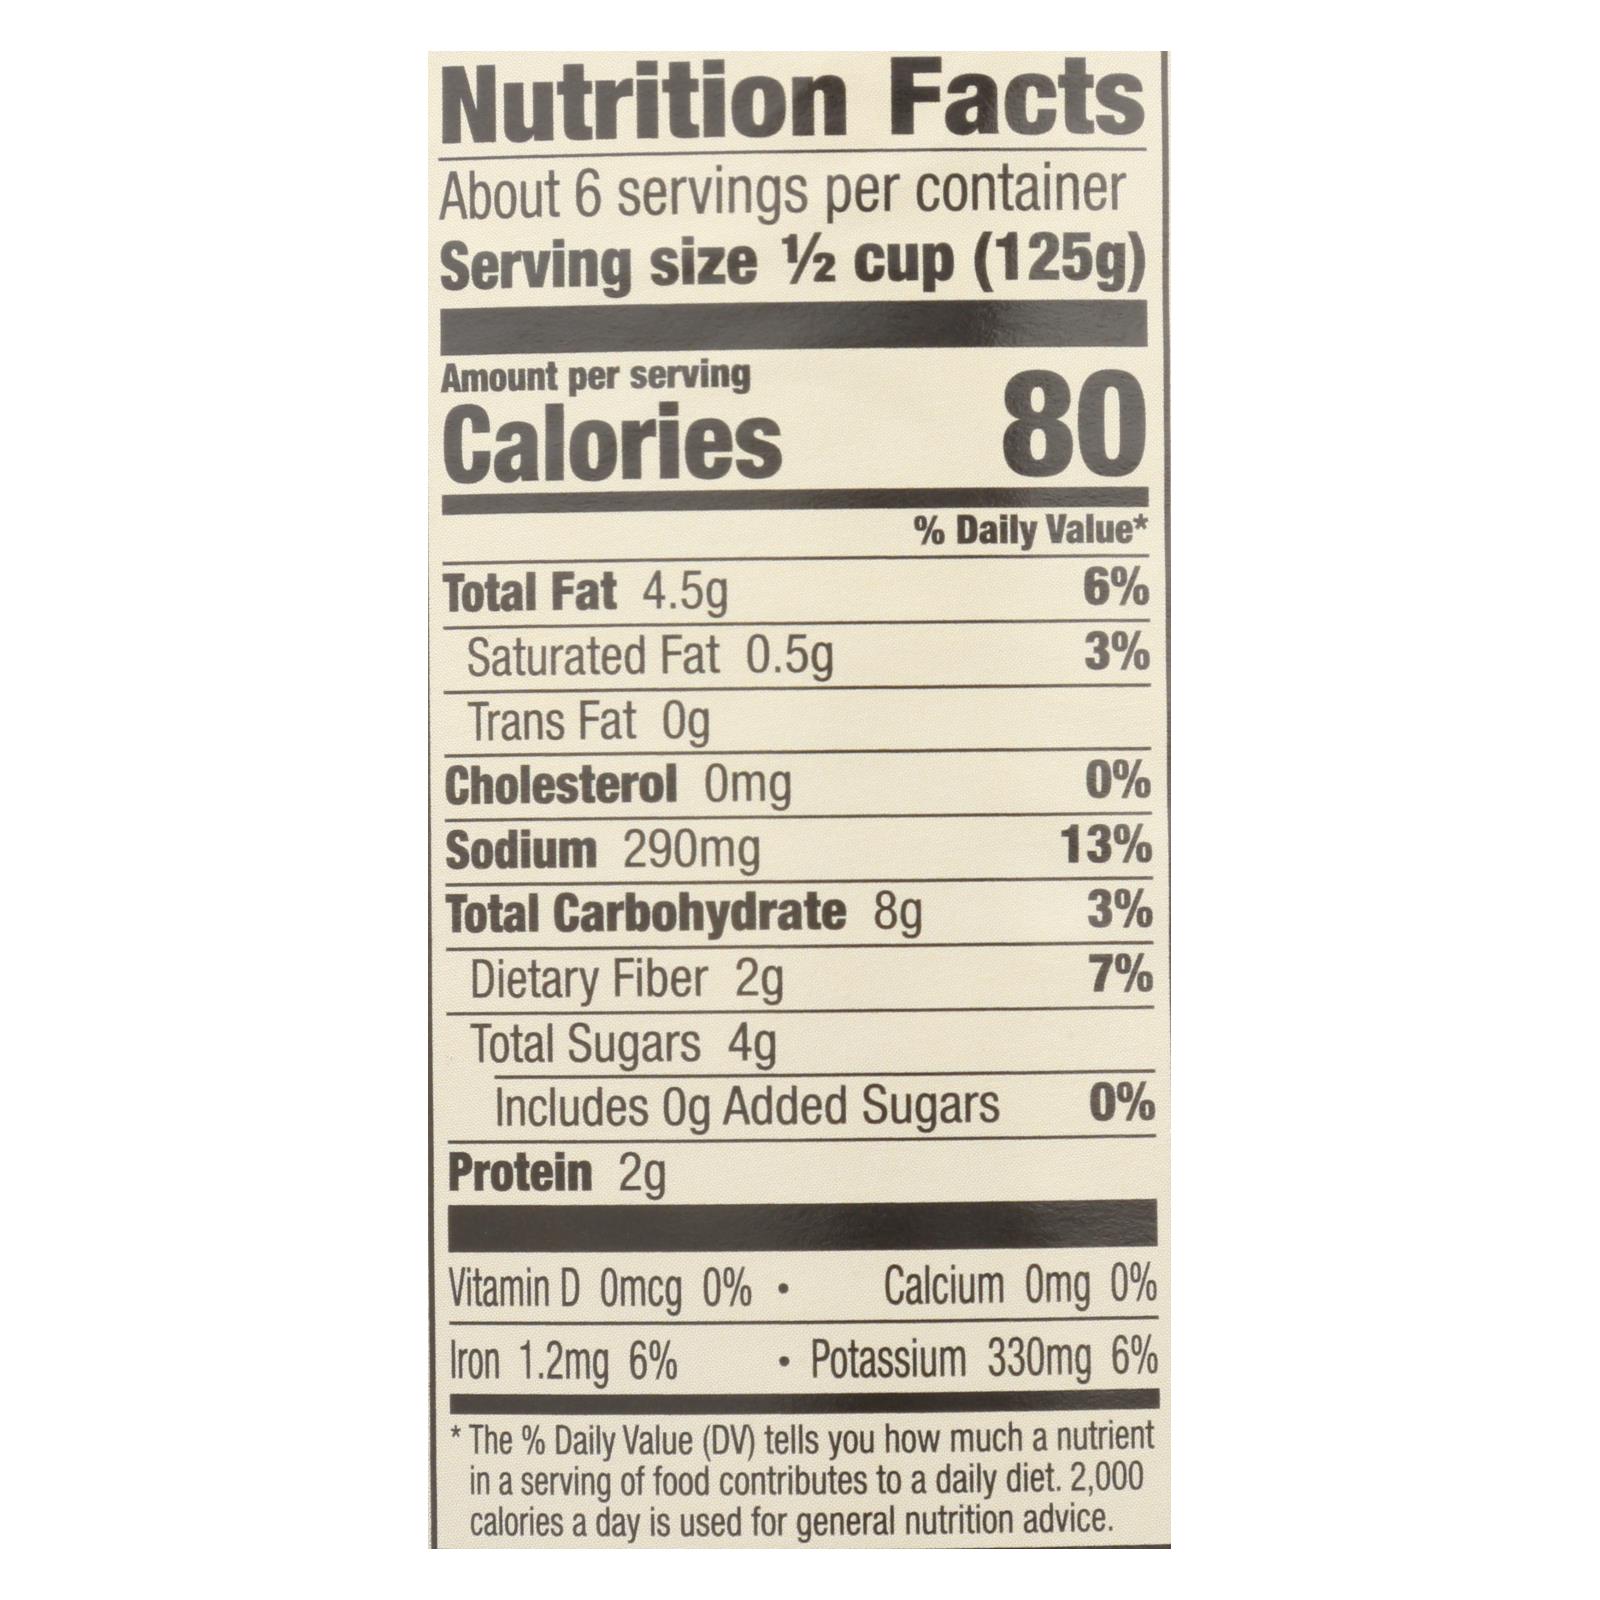 Nutrition Facts
About 6 servings per container
Serving size ½ cup (125g)
Amount per serving
Calories 80
% Daily Value*
Total Fat 4.5g 6%
Saturated Fat 0.5g 3%
Trans Fat 0g
Cholesterol 0mg 0%
Sodium 290mg 13%
Total Carbohydrate 8g 3%
Dietary Fiber 2g 7%
Total Sugars 4g
Includes 0g Added Sugars 0%
Protein 2g
Vitamin D 0mcg 0% • Calcium 0mg 0%
Iron 1.2mg 6% • Potassium 330mg 6%
* The % Daily Value (DV) tells you how much a nutrient
in a serving of food contributes to a daily diet. 2,000
calories a day is used for general nutrition advice.